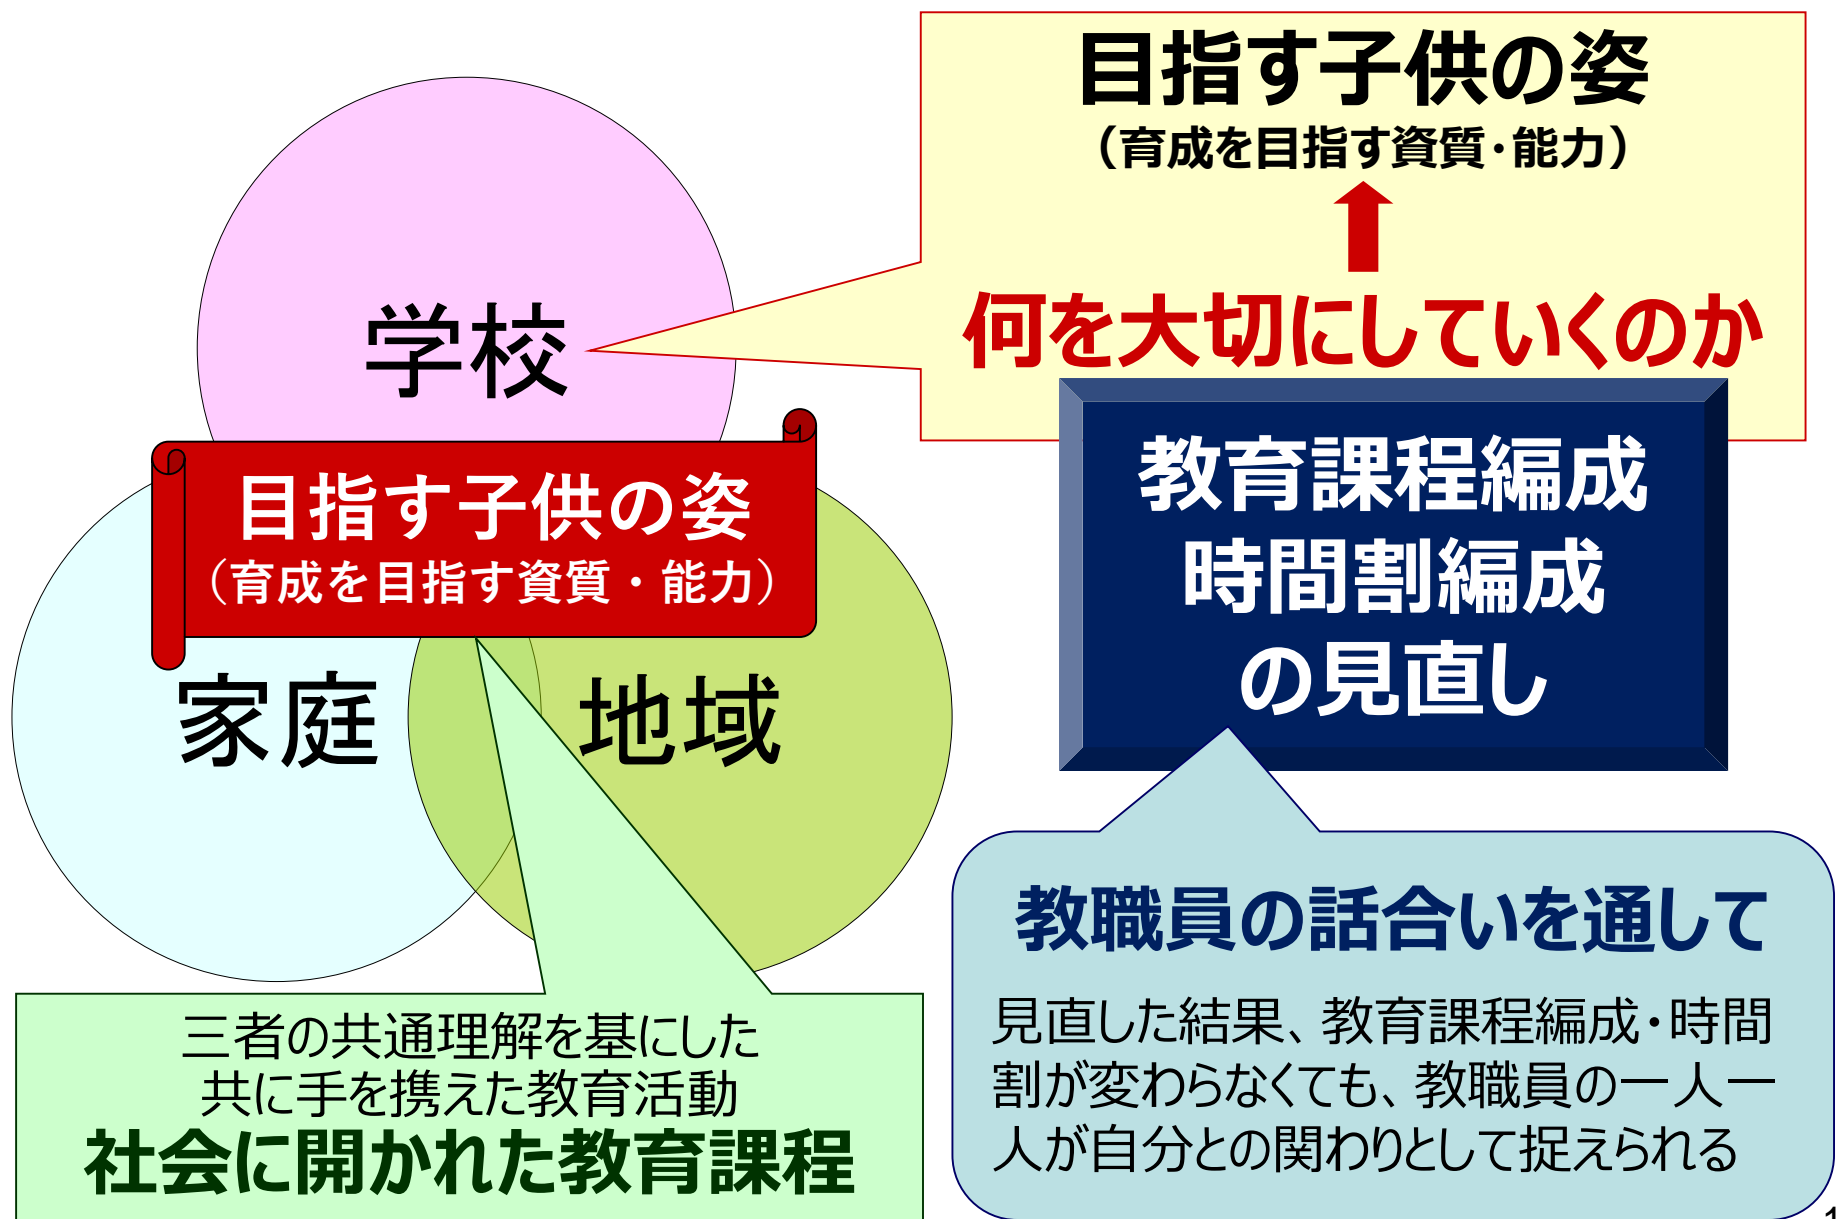 目指す子供の姿
（育成を目指す資質・能力）
何を大切にしていくのか
学校
目指す子供の姿
（育成を目指す資質・能力）
家庭
地域
教育課程編成
時間割編成
の見直し
三者の共通理解を基にした
共に手を携えた教育活動
社会に開かれた教育課程
教職員の話合いを通して
見直した結果、教育課程編成・時間
割が変わらなくても、教職員の一人一
人が自分との関わりとして捉えられる